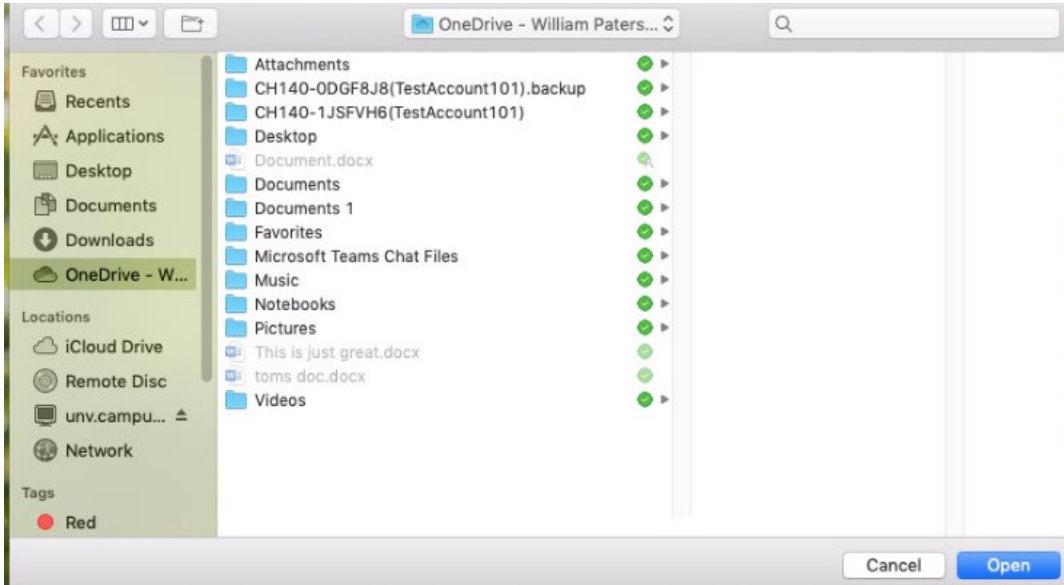 OneDrive - William Paters...
Favorites
Recents
Applications
Desktop
Documents
Downloads
OneDrive - W...
Locations
iCloud Drive
Remote Disc
unv.campu...
Network
Tags
Red
Attachments
CH140-0DGF8J8(TestAccount101).backup
CH140-1JSFVH6(TestAccount101)
Desktop
Document.docx
Documents
Documents 1
Favorites
Microsoft Teams Chat Files
Music
Notebooks
Pictures
This is just great.docx
toms doc.docx
Videos
Cancel
Open